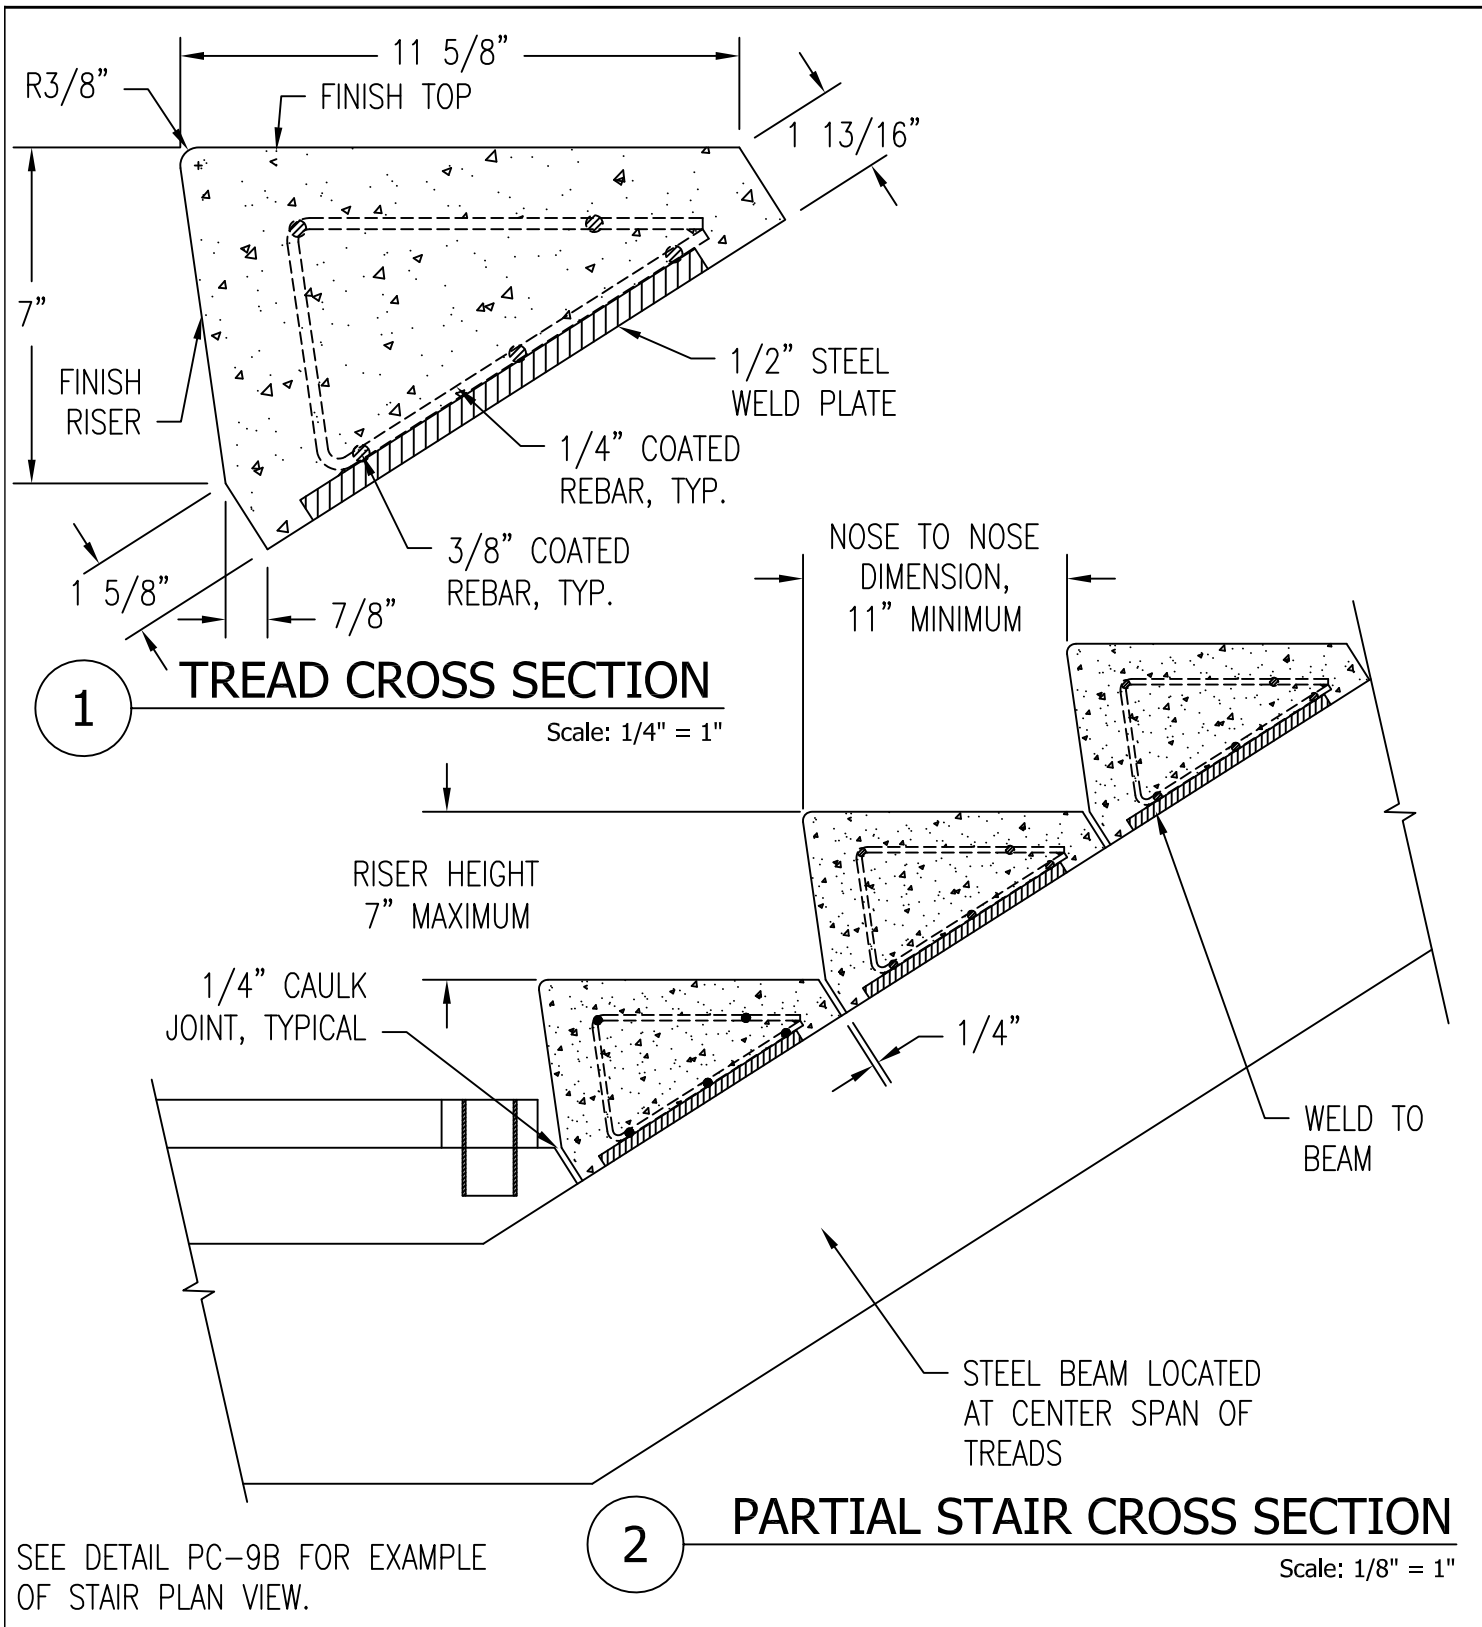 11 5/8”
R3/8”
FINISH TOP
1 13/16”
7”
FINISH
RISER
1/2” STEEL
WELD PLATE
1/4” COATED
REBAR, TYP.
3/8” COATED
REBAR, TYP.
1 5/8”
7/8”
1
TREAD CROSS SECTION
Scale: 1/4" = 1"
NOSE TO NOSE
DIMENSION,
11” MINIMUM
RISER HEIGHT
7” MAXIMUM
1/4” CAULK
JOINT, TYPICAL
1/4”
WELD TO
BEAM
STEEL BEAM LOCATED
AT CENTER SPAN OF
TREADS
2
PARTIAL STAIR CROSS SECTION
Scale: 1/8" = 1"
SEE DETAIL PC-9B FOR EXAMPLE
OF STAIR PLAN VIEW.